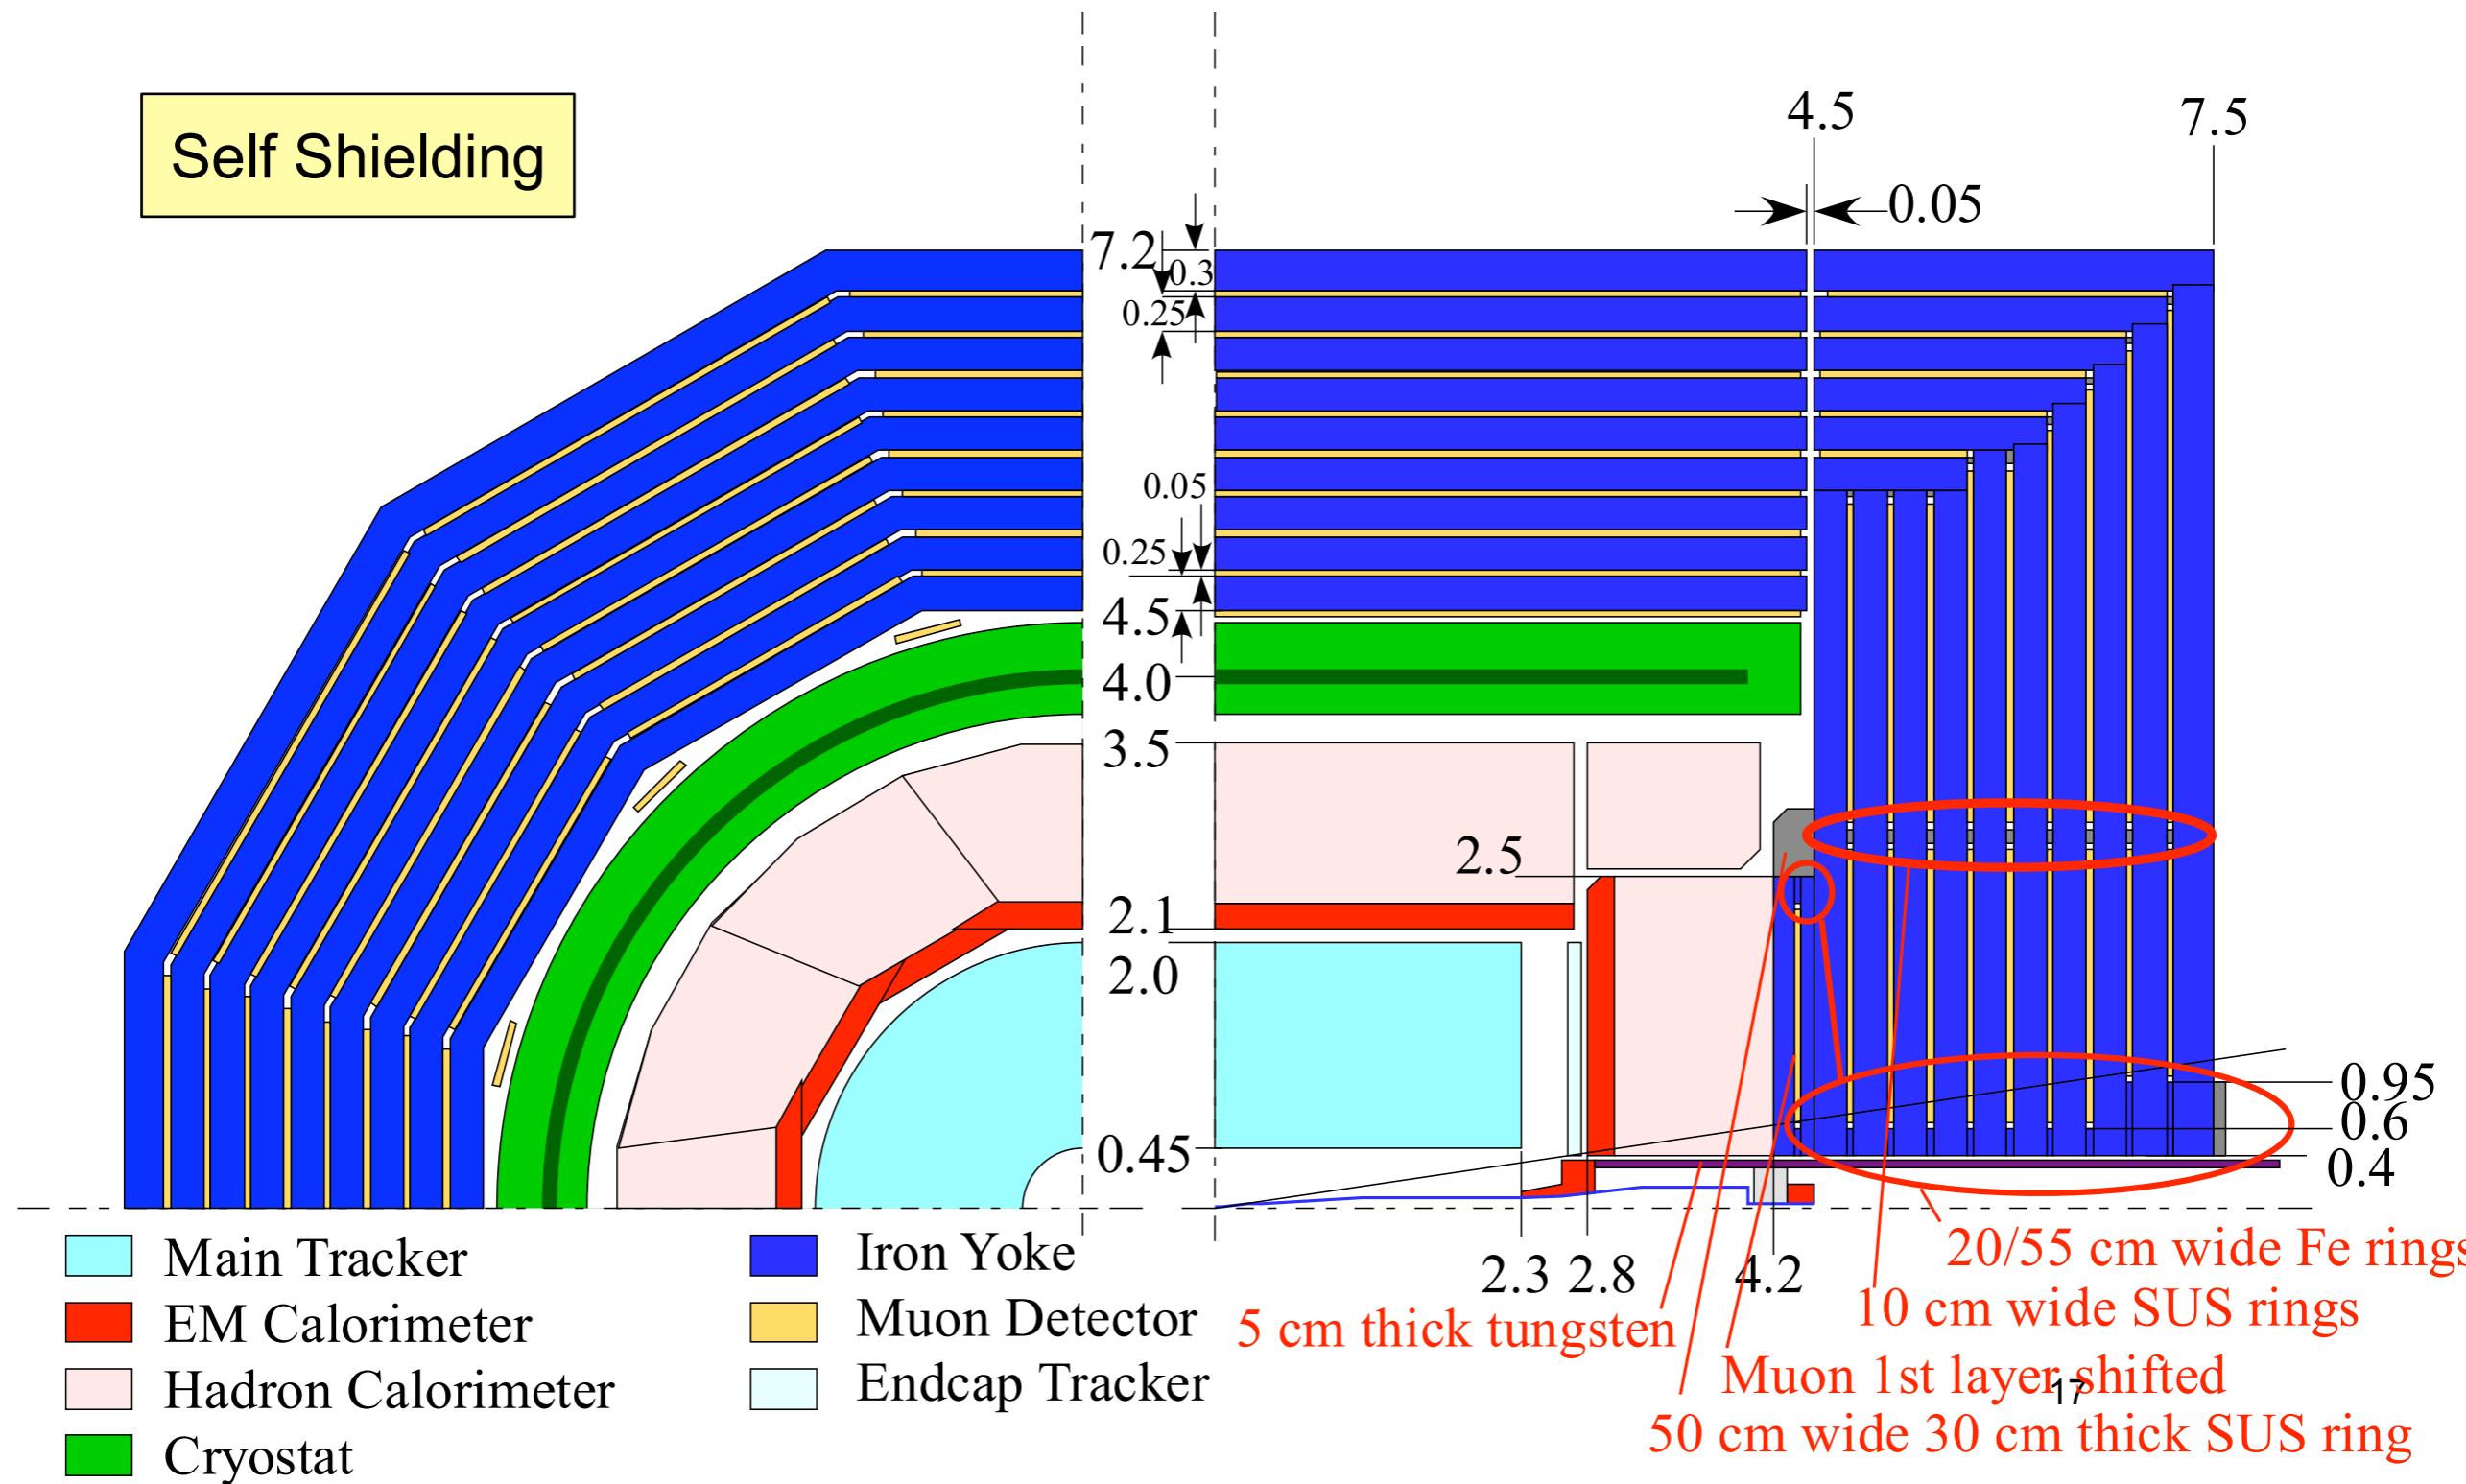 Self Shielding
4.5
7.5
0.05
7.2
0.3
0.25
0.05
0.25
4.5
4.0
3.5
2.5
2.1
2.0
0.45
0.95
0.6
0.4
2.3 2.8 4.2
20/55 cm wide Fe rings
10 cm wide SUS rings
5 cm thick tungsten
Muon 1st layer shifted
17
50 cm wide 30 cm thick SUS ring
Main Tracker
EM Calorimeter
Hadron Calorimeter
Cryostat
Iron Yoke
Muon Detector
Endcap Tracker